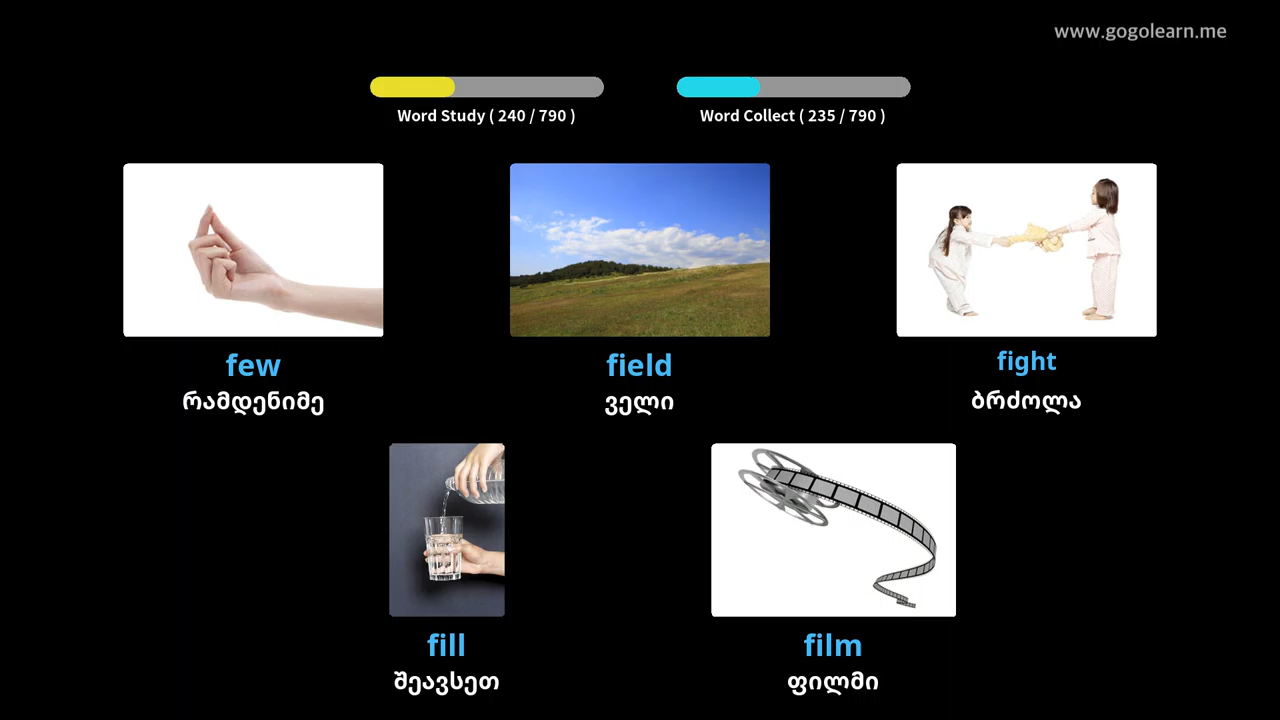 www.gogolearn.me
Word Study ( 240 / 790 )
Word Collect ( 235 / 790 )
few
რამდენიმე
field
ველი
fight
ბრძოლა
fill
შეავსეთ
film
ფილმი